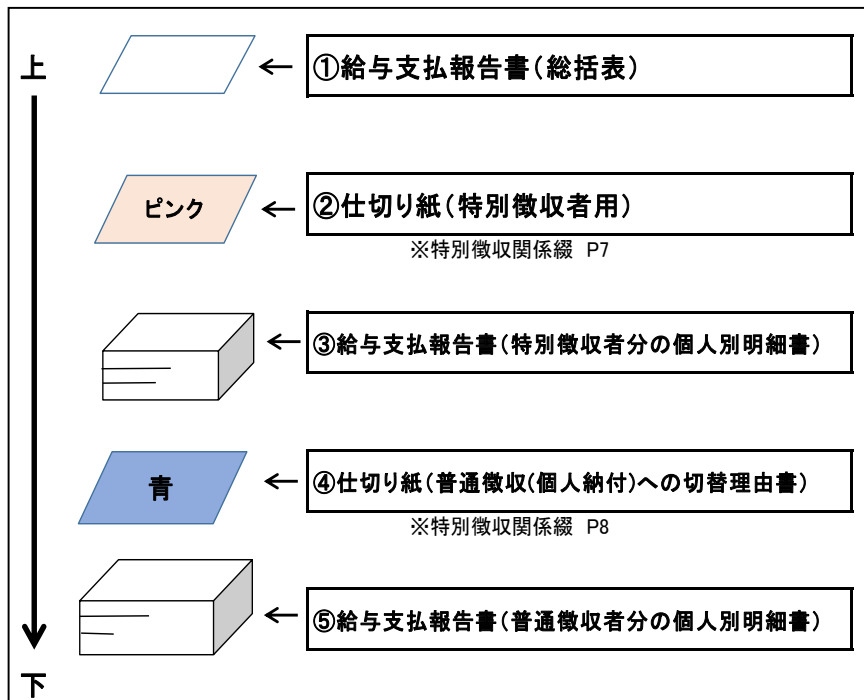 上
①給与支払報告書(総括表)
ピンク
②仕切り紙(特別徴収者用)
※特別徴収関係綴 P7
③給与支払報告書(特別徴収者分の個人別明細書)
青
④仕切り紙(普通徴収(個人納付)への切替理由書)
※特別徴収関係綴 P8
⑤給与支払報告書(普通徴収者分の個人別明細書)
下